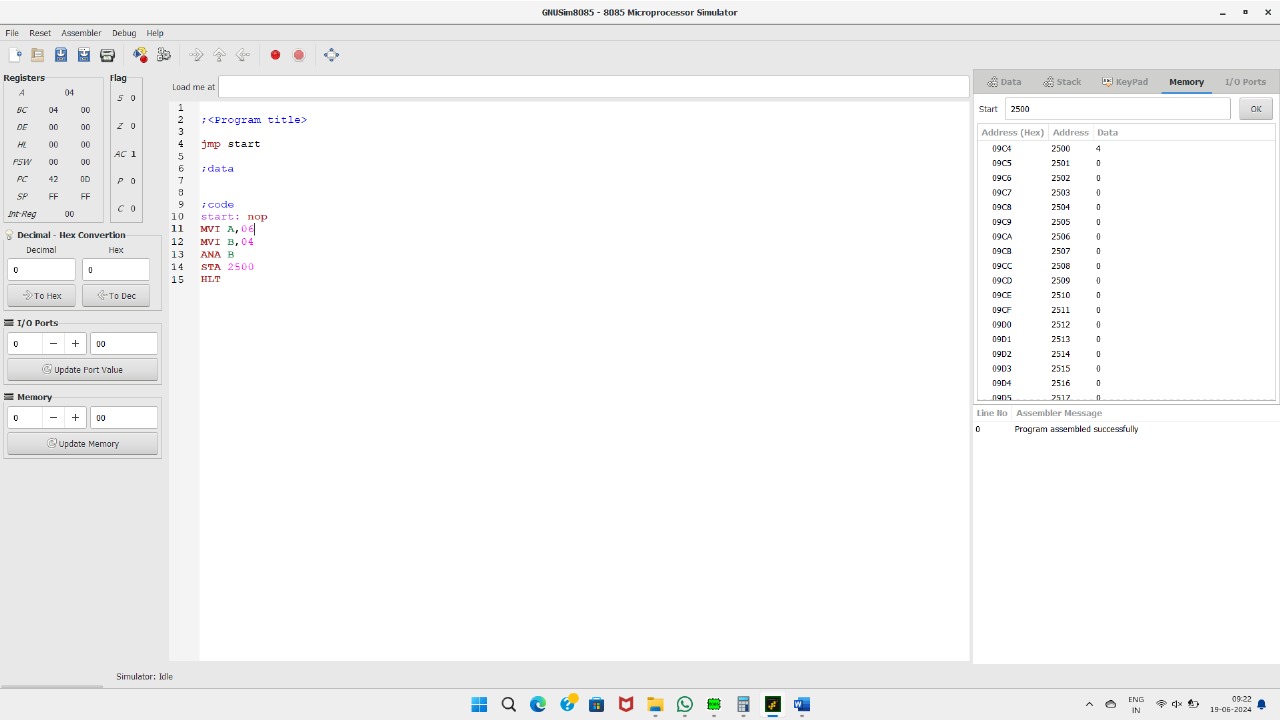 GNUSim8085 - 8085 Microprocessor Simulator
File Reset Assembler Debug Help
Registers
A 04
BC 04 00
DE 00 00
HL 00 00
PSW 00 00
PC 42 0D
SP FF FF
Int-Reg 00
Flag
S 0
Z 0
AC 1
P 0
C 0
Decimal - Hex Convertion
Decimal Hex
0 0
To Hex To Dec
I/O Ports
0 − + 00
Update Port Value
Memory
0 − + 00
Update Memory
Load me at
1
2 ;<Program title>
3
4 jmp start
5
6 ;data
7
8
9 ;code
10 start: nop
11 MVI A,06
12 MVI B,04
13 ANA B
14 STA 2500
15 HLT
Data Stack KeyPad Memory I/O Ports
Start 2500 OK
Address (Hex) Address Data
09C4 2500 4
09C5 2501 0
09C6 2502 0
09C7 2503 0
09C8 2504 0
09C9 2505 0
09CA 2506 0
09CB 2507 0
09CC 2508 0
09CD 2509 0
09CE 2510 0
09CF 2511 0
09D0 2512 0
09D1 2513 0
09D2 2514 0
09D3 2515 0
09D4 2516 0
09D5 2517 0
Line No Assembler Message
0 Program assembled successfully
Simulator: Idle
ENG
IN
09:22
19-06-2024